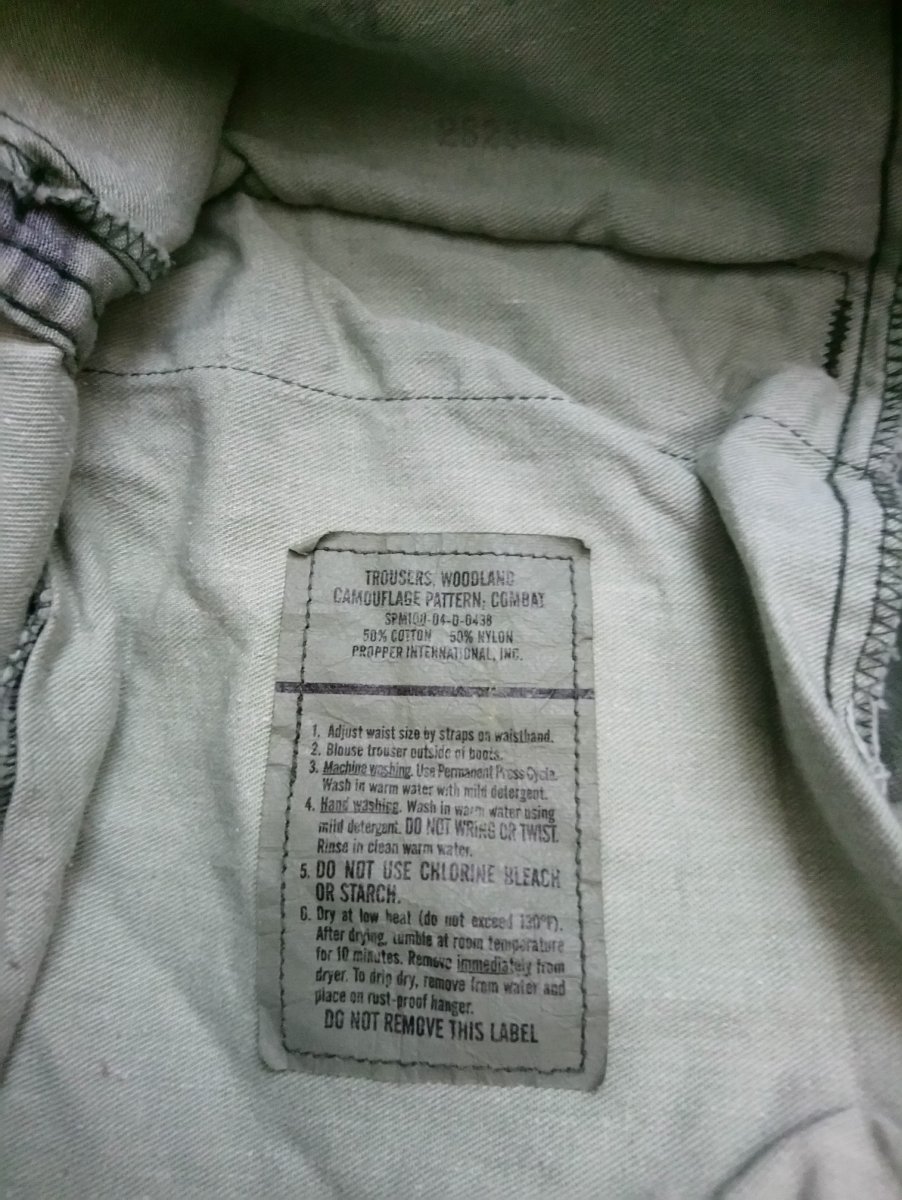 TROUSERS, WOODLAND
CAMOUFLAGE PATTERN; COMBAT
SPM100-04-D-0438
50% COTTON 50% NYLON
PROPPER INTERNATIONAL, INC.
1. Adjust waist size by straps on waistband.
2. Blouse trouser outside of boots.
3. Machine washing. Use Permanent Press Cycle.
Wash in warm water with mild detergent.
4. Hand washing. Wash in warm water using
mild detergent. DO NOT WRING OR TWIST.
Rinse in clean warm water.
5. DO NOT USE CHLORINE BLEACH
OR STARCH.
6. Dry at low heat (do not exceed 130°F).
After drying, tumble at room temperature
for 10 minutes. Remove immediately from
dryer. To drip dry, remove from water and
place on rust-proof hanger.
DO NOT REMOVE THIS LABEL